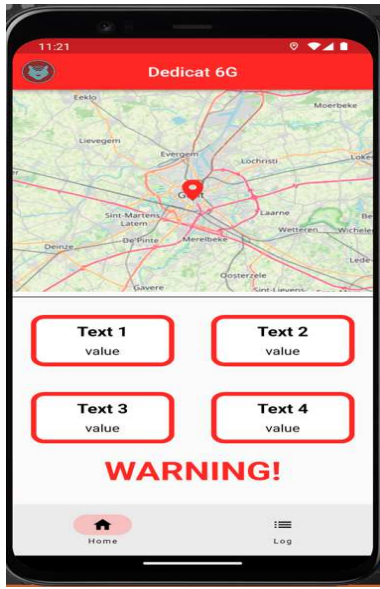 11:21
Dedicat 6G
Eeklo
Moerbeke
Lievegem
Evergem
Lochristi
Gent
Sint-Martens
Latem
Laarne
De Pinte
Merelbeke
Wetteren
Deinze
Oosterzele
Gavere
Text 1
value
Text 2
value
Text 3
value
Text 4
value
WARNING!
Home
Log